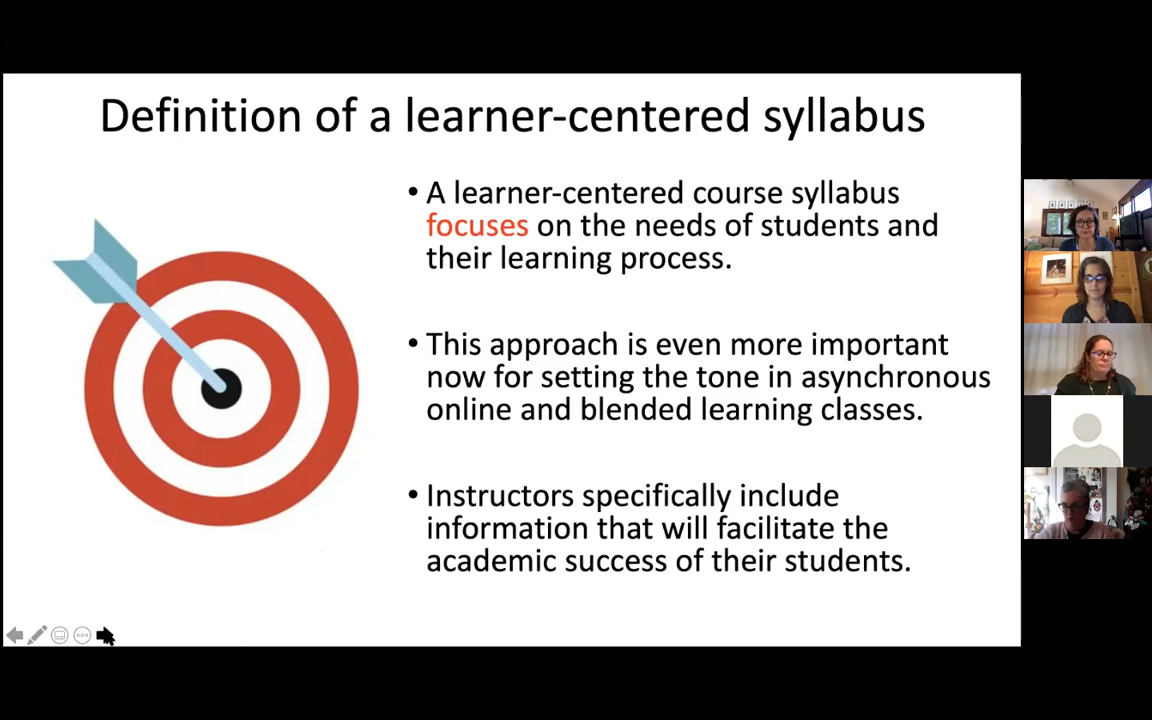 Definition of a learner-centered syllabus
• A learner-centered course syllabus
focuses on the needs of students and
their learning process.
• This approach is even more important
now for setting the tone in asynchronous
online and blended learning classes.
• Instructors specifically include
information that will facilitate the
academic success of their students.